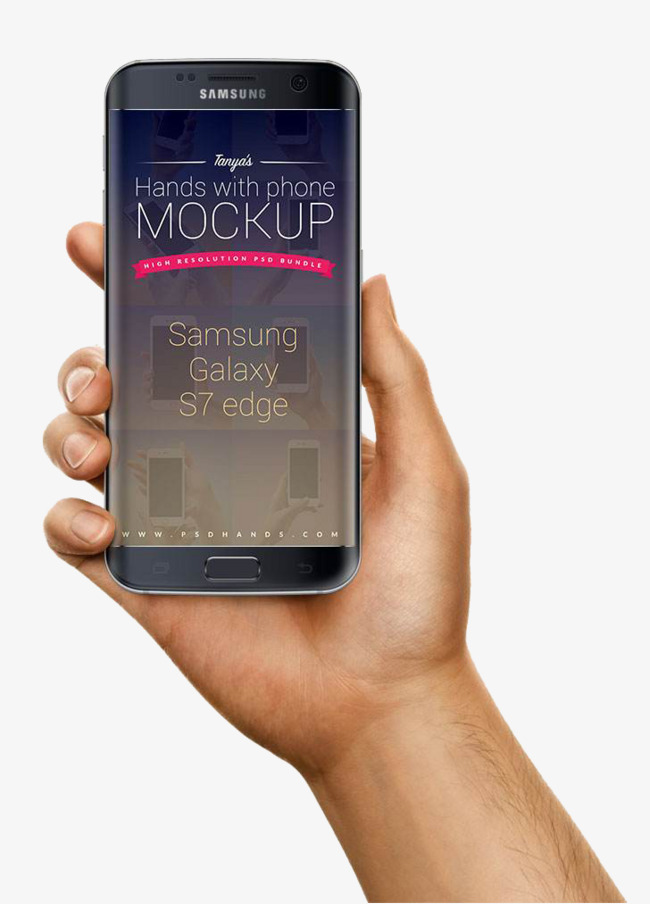 SAMSUNG
Tanya's
Hands with phone
MOCKUP
HIGH RESOLUTION PSD BUNDLE
Samsung
Galaxy
S7 edge
WWW.PSDHANDS.COM